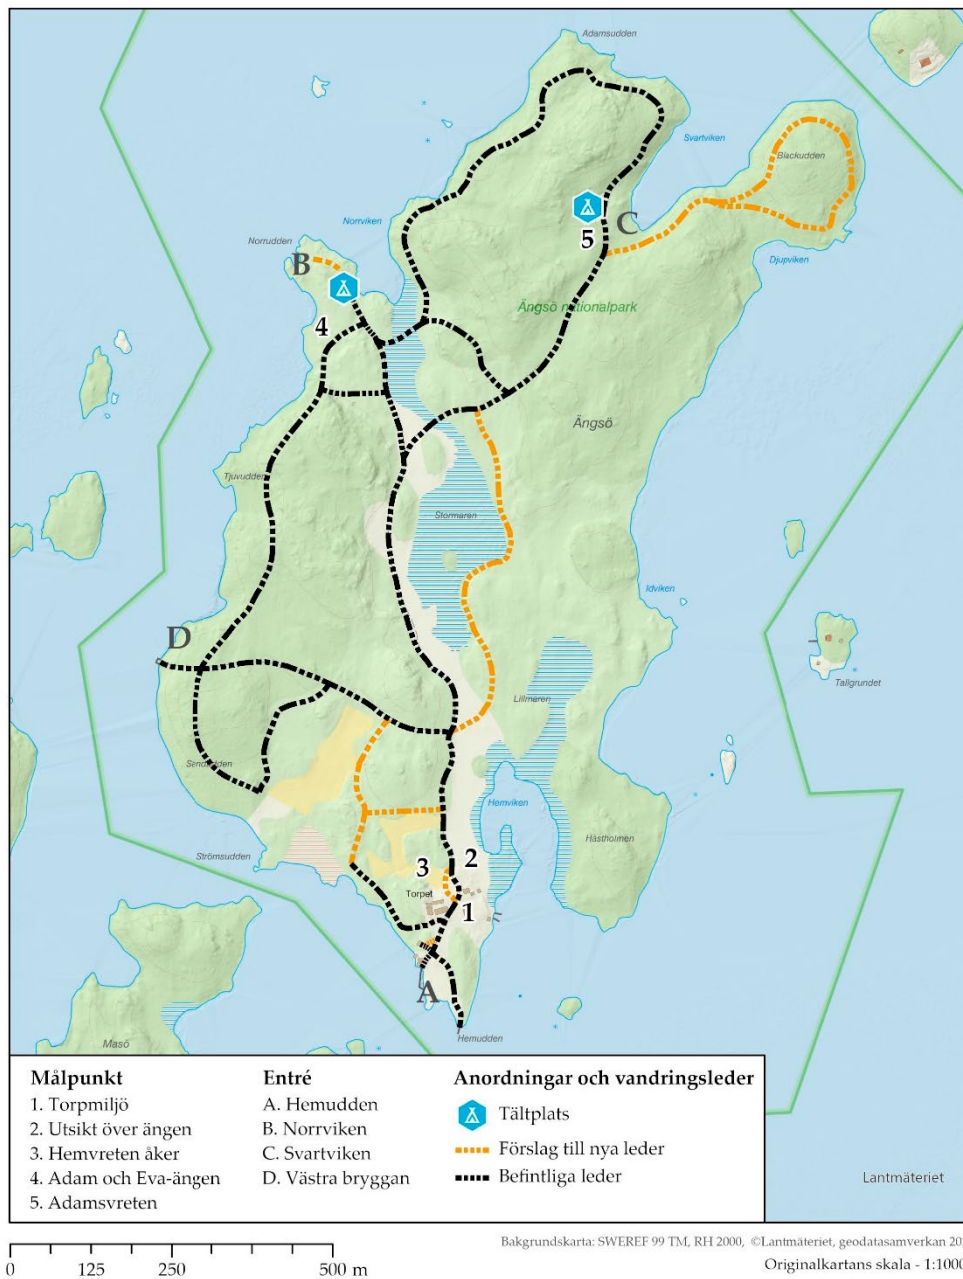 Adamsudden
Svartviken
Blackudden
C
5
Norrviken
Norrudden
B
Djupviken
Ängsö nationalpark
4
Ängsö
Tjuvudden
Stormaren
Idviken
D
Tallgrundet
Lillmaren
Sandudden
Hemviken
Hästholmen
Strömsudden
2
3
Torpet
1
A
Hemudden
Masö
Målpunkt
1. Torpmiljö
2. Utsikt över ängen
3. Hemvreten åker
4. Adam och Eva-ängen
5. Adamsvreten
Entré
A. Hemudden
B. Norrviken
C. Svartviken
D. Västra bryggan
Anordningar och vandringsleder
Tältplats
Förslag till nya leder
Befintliga leder
Lantmäteriet
0 125 250 500 m
Bakgrundskarta: SWEREF 99 TM, RH 2000, ©Lantmäteriet, geodatasamverkan 20
Originalkartans skala - 1:1000